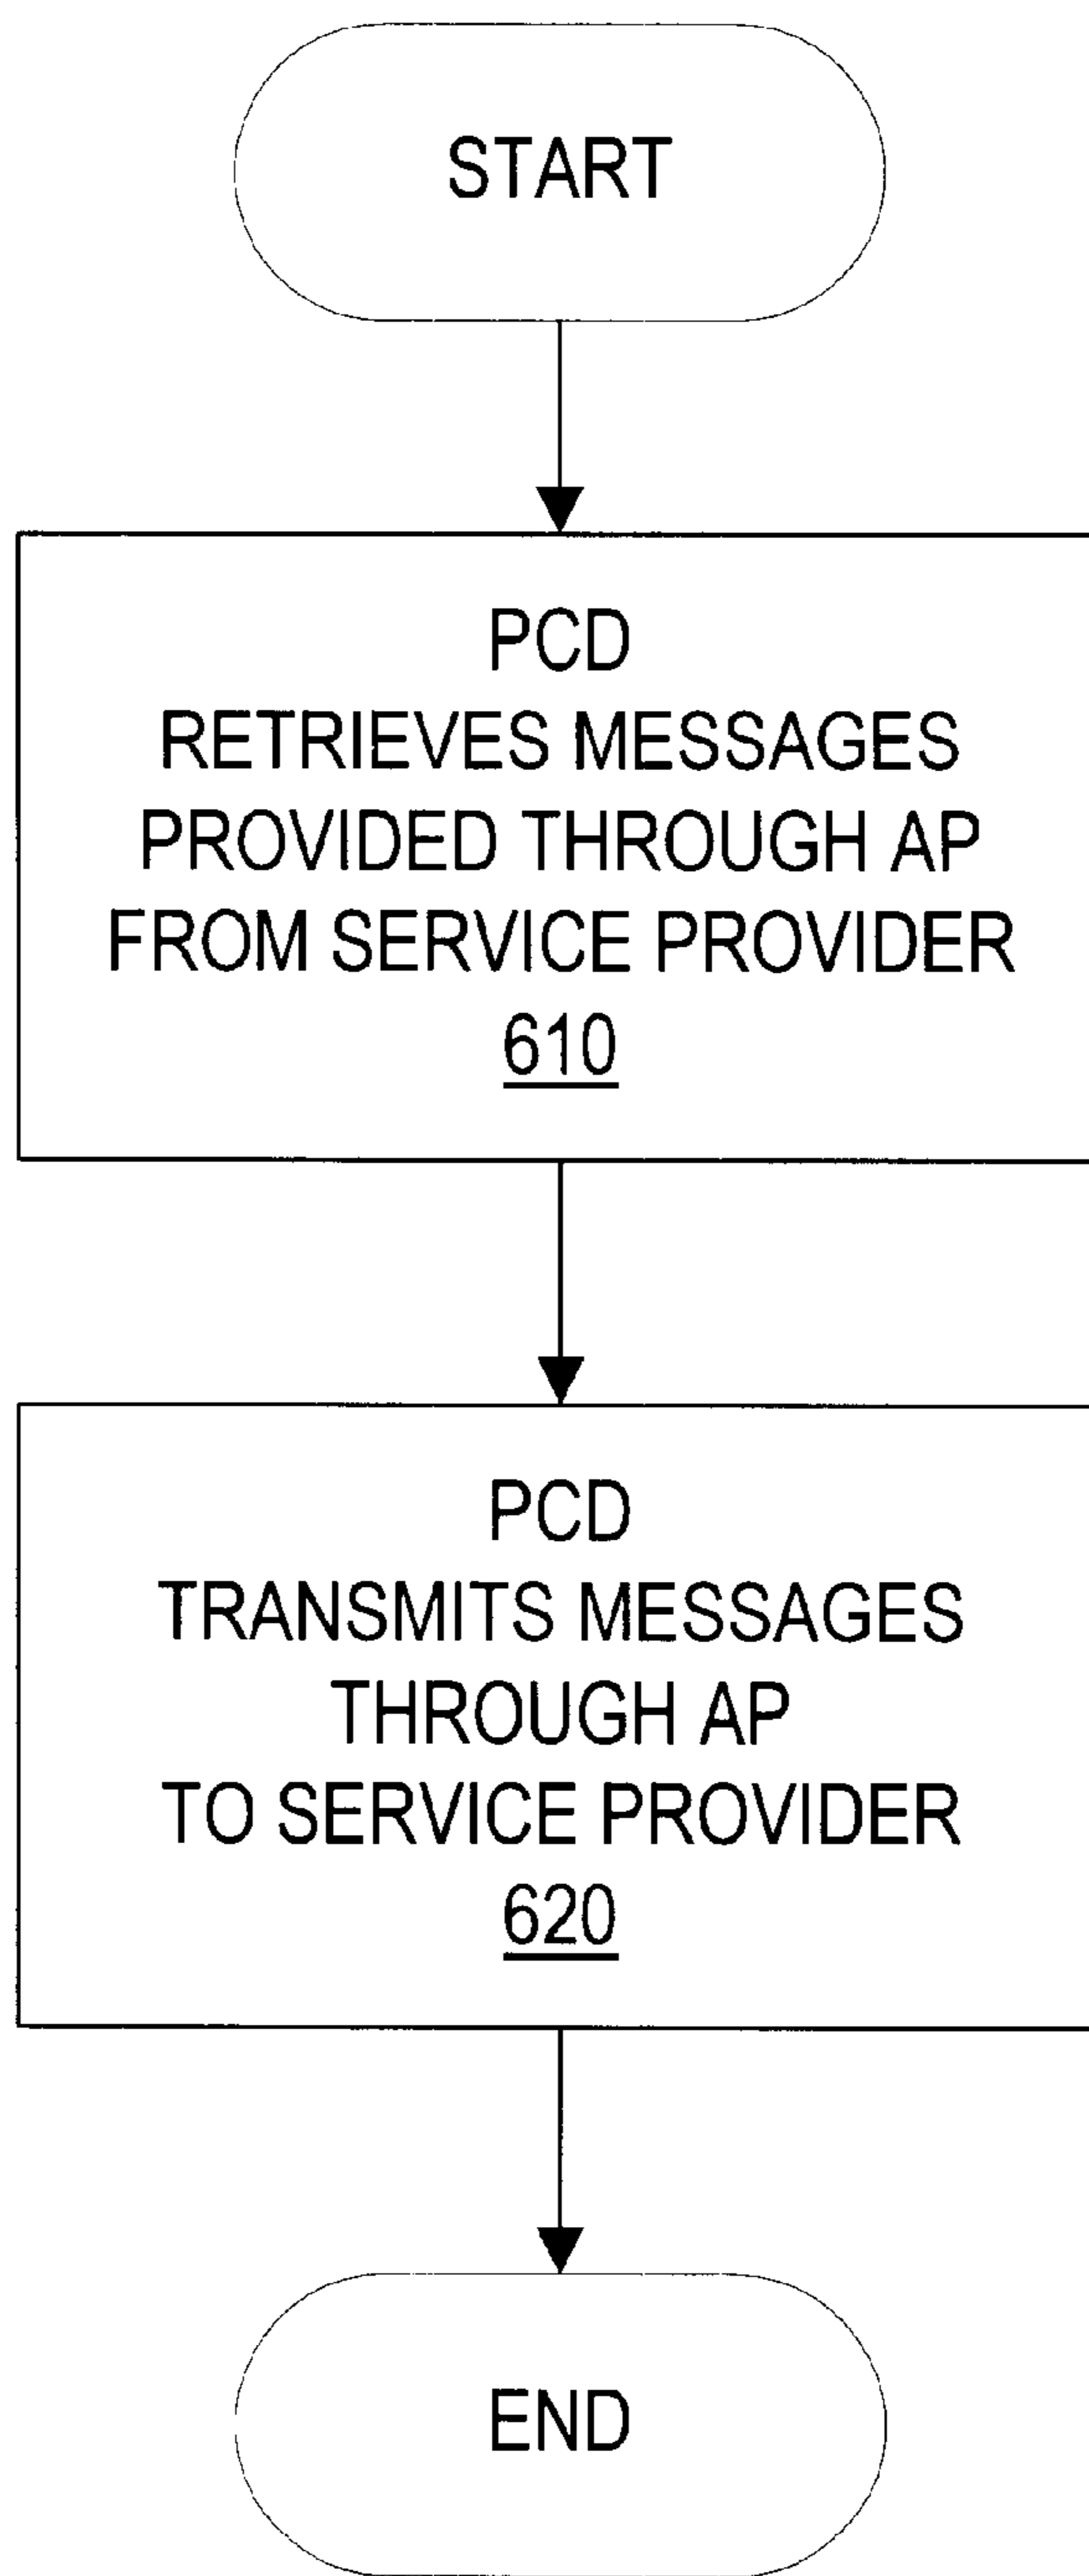 START
PCD
RETRIEVES MESSAGES
PROVIDED THROUGH AP
FROM SERVICE PROVIDER
610
PCD
TRANSMITS MESSAGES
THROUGH AP
TO SERVICE PROVIDER
620
END